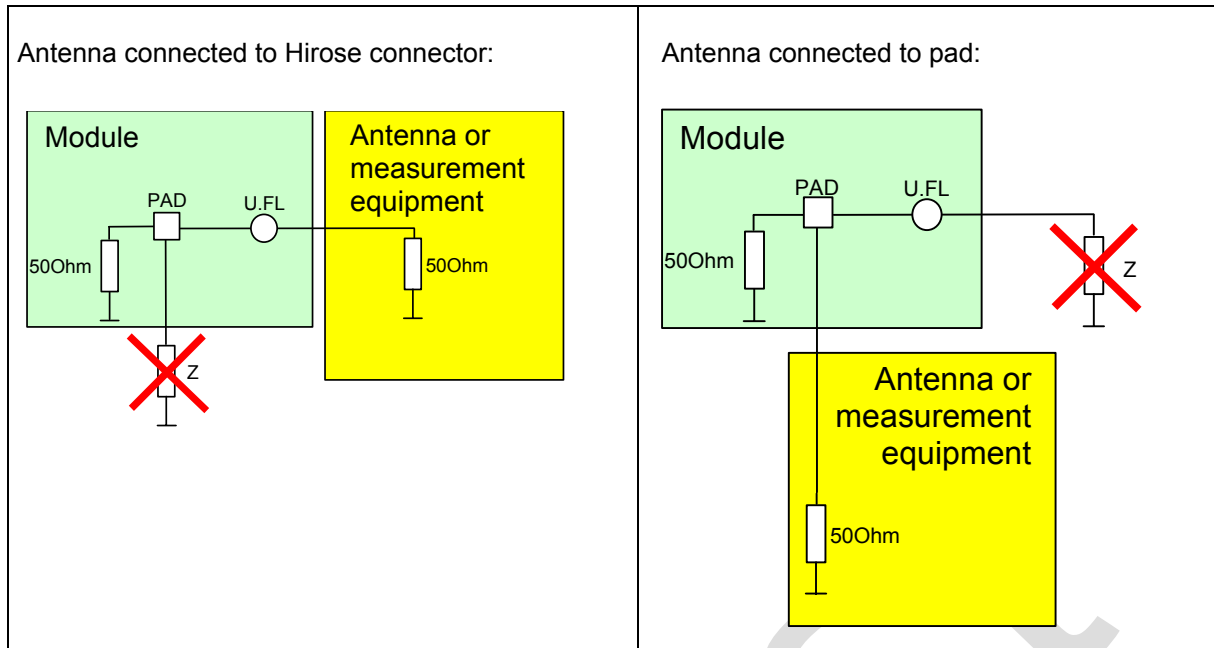 Antenna connected to Hirose connector:
Module
PAD
U.FL
50Ohm
Z
Antenna or
measurement
equipment
50Ohm
Antenna connected to pad:
Module
PAD
U.FL
50Ohm
Z
Antenna or
measurement
equipment
50Ohm